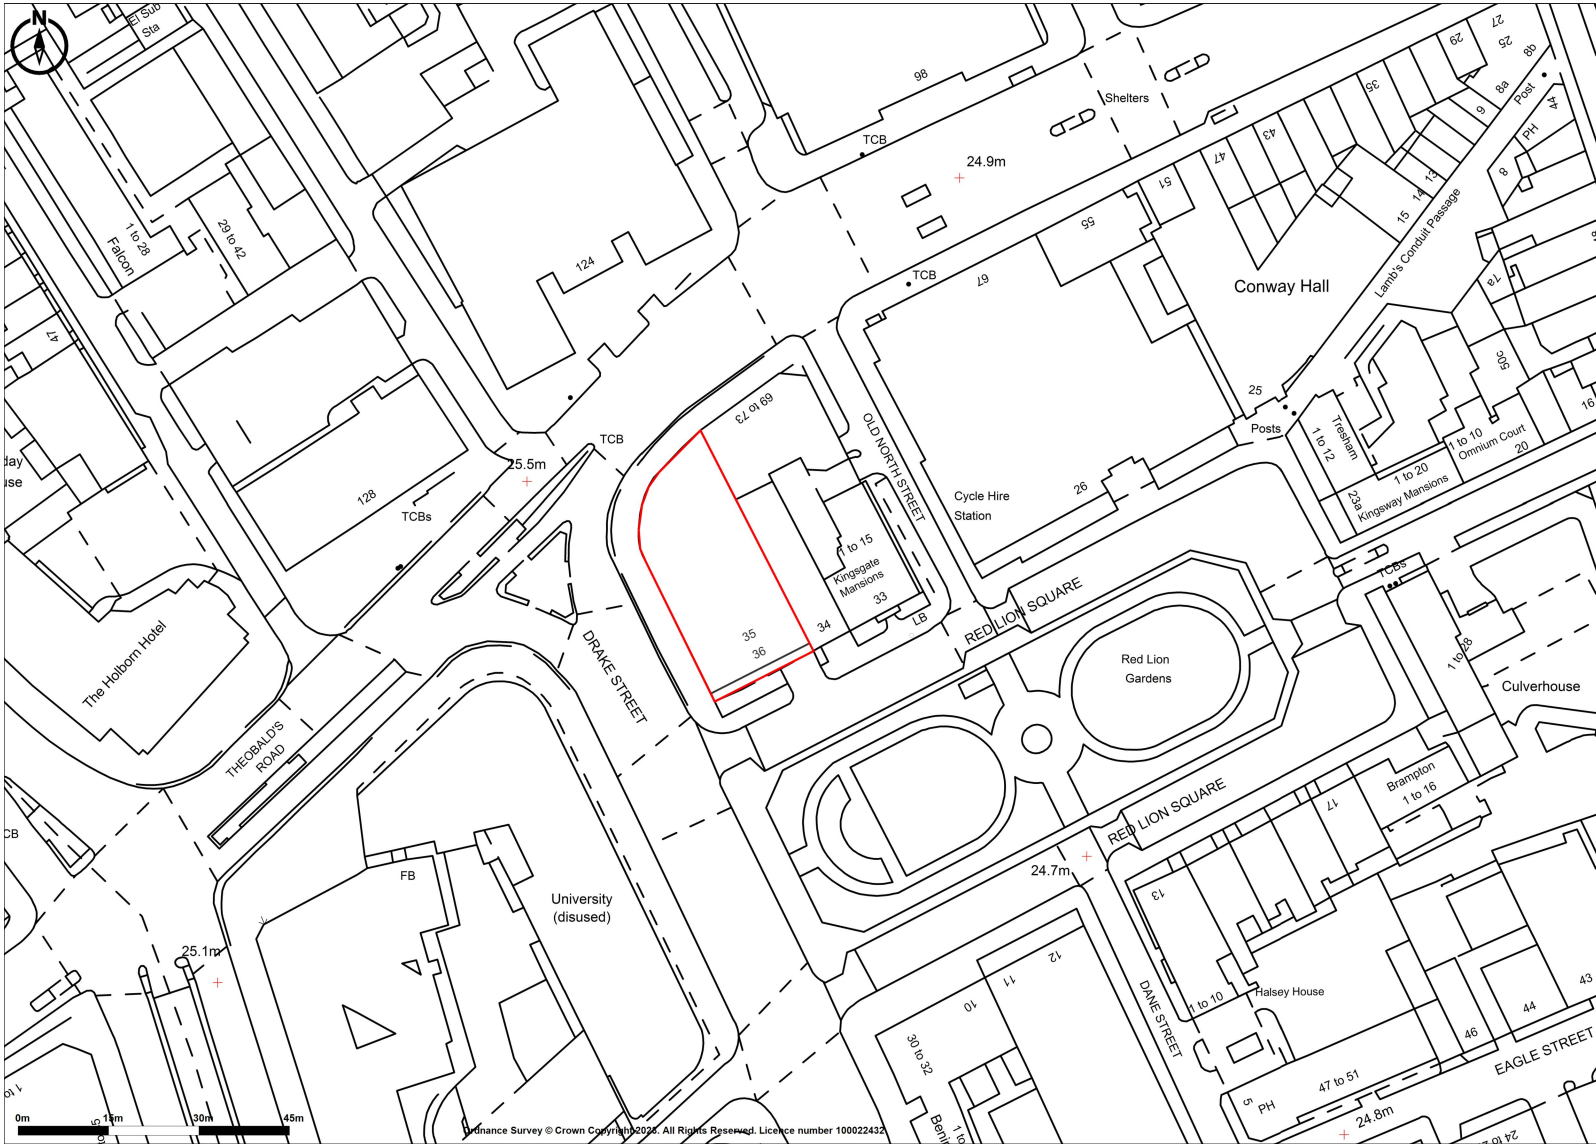 N
El Sub
Sta
98
Shelters
27
25
29
8b
Post
8a
9
44
PH
8
35
43
47
51
55
67
TCB
24.9m
TCB
13
14
15
Lamb's Conduit Passage
Conway Hall
7a
50c
16
1 to 28
Falcon
29 to 42
47
124
69 to 73
TCB
25.5m
128
TCBs
OLD NORTH STREET
Cycle Hire
Station
26
25
Posts
Tresham
1 to 12
23a
1 to 20
Kingsway Mansions
1 to 10
Omnium Court
20
1 to 15
Kingsgate
Mansions
33
34
LB
35
36
DRAKE STREET
RED LION SQUARE
Red Lion
Gardens
TCBs
1 to 28
Culverhouse
The Holborn Hotel
THEOBALD'S
ROAD
RED LION SQUARE
Brampton
1 to 16
17
CB
FB
University
(disused)
24.7m
13
25.1m
12
11
10
30 to 32
DANE STREET
1 to 10
Halsey House
46
44
43
EAGLE STREET
47 to 51
5
PH
24.8m
0m
15m
30m
45m
Ordnance Survey © Crown Copyright 2023. All Rights Reserved. Licence number 100022432